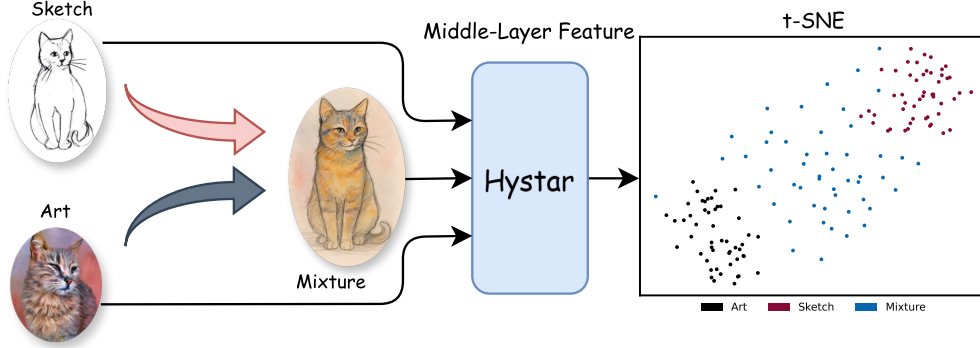 Sketch
Art
Mixture
Middle-Layer Feature
Hystar
t-SNE
Art
Sketch
Mixture